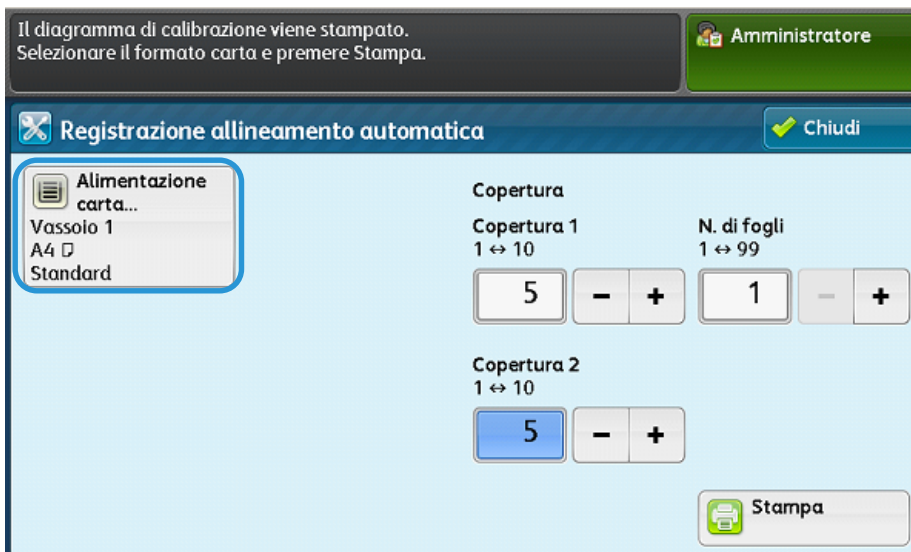 Il diagramma di calibrazione viene stampato.
Selezionare il formato carta e premere Stampa.
Amministratore
Registrazione allineamento automatica
Chiudi
Alimentazione
carta...
Vassoio 1
A4
Standard
Copertura
Copertura 1
1 ↔ 10
5
-
+
N. di fogli
1 ↔ 99
1
-
+
Copertura 2
1 ↔ 10
5
-
+
Stampa